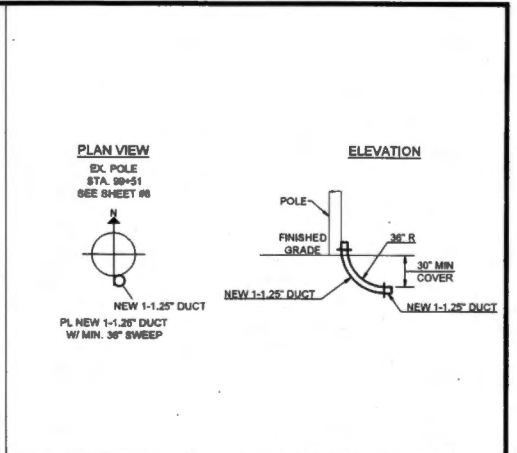 PLAN VIEW
EX. POLE
STA. 99+51
SEE SHEET #6
N
NEW 1-1.25" DUCT
PL NEW 1-1.25" DUCT
W/ MIN. 36" SWEEP
ELEVATION
POLE
FINISHED
GRADE
36" R
30" MIN
COVER
NEW 1-1.25" DUCT
NEW 1-1.25" DUCT